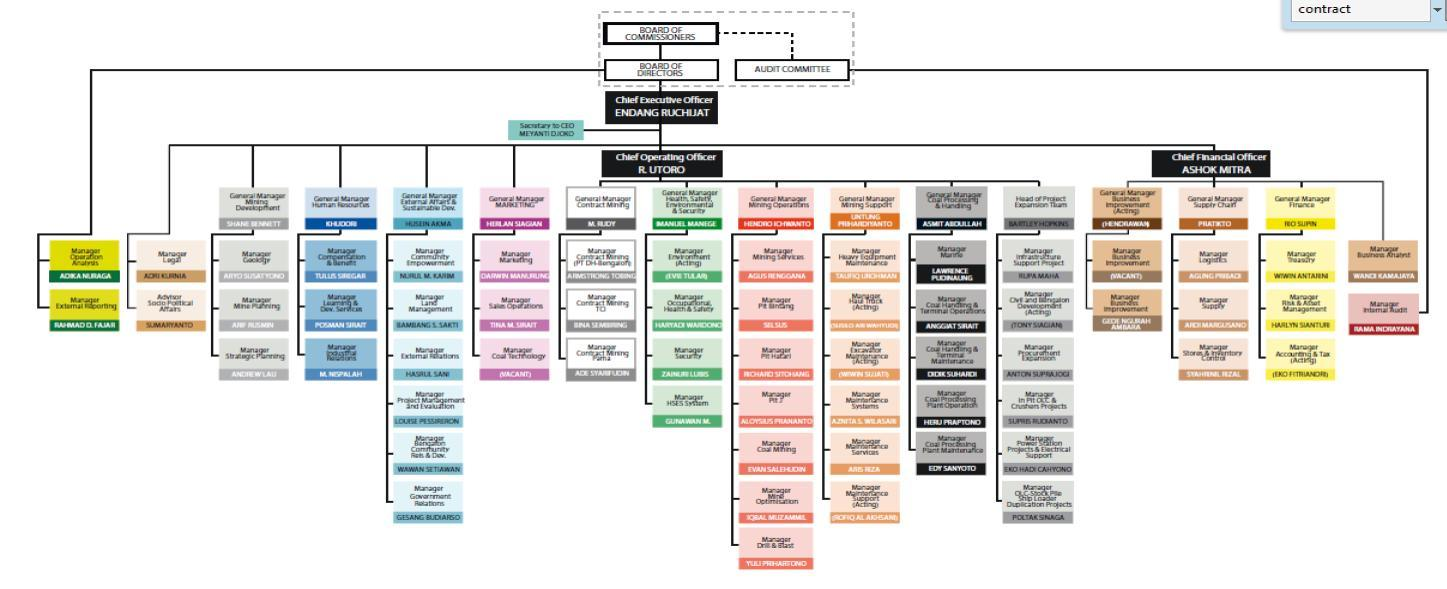 contract
BOARD OF
COMMISSIONERS
BOARD OF
DIRECTORS
AUDIT COMMITTEE
Chief Executive Officer
ENDANG RUCHIJAT
Secretary to CEO
MEYANTI DJOKO
Chief Operating Officer
R. UTORO
Chief Financial Officer
ASHOK MITRA
Manager
Operation
Analysis
ADIKA NURAGA
Manager
External Reporting
RAHMAD D. FAJAR
Manager
Legal
ADRI KURNIA
Advisor
Socio Political
Affairs
SUMARYANTO
General Manager
Mining
Development
SHANE BENNETT
Manager
Geology
ARYO SUSATYONO
Manager
Mine Planning
ARIF RUSMIN
Manager
Strategic Planning
ANDREW LAU
General Manager
Human Resources
KHUDORI
Manager
Compensation
& Benefit
TULUS SIREGAR
Manager
Learning &
Dev. Services
POSMAN SIRAIT
Manager
Industrial
Relations
M. NISPALAH
General Manager
External Affairs &
Sustainable Dev.
HUSEIN AKMA
Manager
Community
Empowerment
NURUL M. KARIM
Manager
Land
Management
BAMBANG S. SAKTI
Manager
External Relations
HASRUL SANI
Manager
Project Management
and Evaluation
LOUISE PESSIRERON
Manager
Bengalon
Community
Rels & Dev.
WAWAN SETIAWAN
Manager
Government
Relations
GESANG BUDIARSO
General Manager
MARKETING
HERLAN SIAGIAN
Manager
Marketing
DARWIN MANURUNG
Manager
Sales Operations
TINA M. SIRAIT
Manager
Coal Technology
(VACANT)
General Manager
Contract Mining
M. RUDY
Manager
Contract Mining
(PT DH-Bengalon)
ARMSTRONG TOBING
Manager
Contract Mining
TCI
BINA SEMBIRING
Manager
Contract Mining
Pama
ADE SYARIFUDIN
General Manager
Health, Safety,
Environmental
& Security
IMANUEL MANEGE
Manager
Environment
(Acting)
(EVIE TULAR)
Manager
Occupational,
Health & Safety
HARYADI WARDONO
Manager
Security
ZAINURI LUBIS
Manager
HSES System
GUNAWAN M.
General Manager
Mining Operations
HENDRO ICHWANTO
Manager
Mining Services
AGUS RENGGANA
Manager
Pit Bintang
SELSUS
Manager
Pit Hatari
RICHARD SITOHANG
Manager
Pit J
ALOYSIUS PRANANTO
Manager
Coal Mining
EVAN SALEHUDIN
Manager
Mine
Optimisation
IQBAL MUZAMMIL
Manager
Drill & Blast
YULI PRIHARTONO
General Manager
Mining Support
UNTUNG
PRIHARDIYANTO
Manager
Heavy Equipment
Maintenance
TAUFIQ UROHMAN
Manager
Haul Truck
(Acting)
Manager
Excavator
Maintenance
(Acting)
(WIWIN SUJATI)
Manager
Maintenance
Systems
AZNITA S. WILASARI
Manager
Maintenance
Services
ARIS RIZA
Manager
Maintenance
Support
(Acting)
(ROFIQ AL AKHSANI)
General Manager
Coal Processing
& Handling
ASMIT ABDULLAH
Manager
Marine
LAWRENCE
PUDINAUNG
Manager
Coal Handling &
Terminal Operations
ANGGIAT SIRAIT
Manager
Coal Handling &
Terminal
Maintenance
DIDIK SUHARDI
Manager
Coal Processing
Plant Operation
HERU PRAPTONO
Manager
Coal Processing
Plant Maintenance
EDY SANYOTO
Head of Project
Expansion Team
BARTLEY HOPKINS
Manager
Infrastructure
Support Project
RUPA MAHA
Manager
Civil and Bengalon
Development
(Acting)
(TONY SIAGIAN)
Manager
Procurement
Expansion
ANTON SUPRAJOGI
Manager
In Pit OLC &
Crushers Projects
SUPRIS RUDIANTO
Manager
Power Station
Projects & Electrical
Support
EKO HADI CAHYONO
Manager
OLC-Stock Pile
Ship Loader
Duplication Projects
POLTAK SINAGA
General Manager
Business
Improvement
(Acting)
(HENDRAWAN)
Manager
Business
Improvement
(VACANT)
Manager
Business
Improvement
GEDE NGURAH
AMBARA
General Manager
Supply Chain
PRATIKTO
Manager
Logistics
AGUNG PRIBADI
Manager
Supply
ARDI MARGUSANO
Manager
Stores & Inventory
Control
SYAHRINIL RIZAL
General Manager
Finance
RIO SUPIN
Manager
Treasury
WIWIN ANTARINI
Manager
Risk & Asset
Management
HARLYN SIANTURI
Manager
Accounting & Tax
(Acting)
(EKO FITRIANDRI)
Manager
Business Analyst
WANDI KAMAJAYA
Manager
Internal Audit
RAMA INDRAYANA